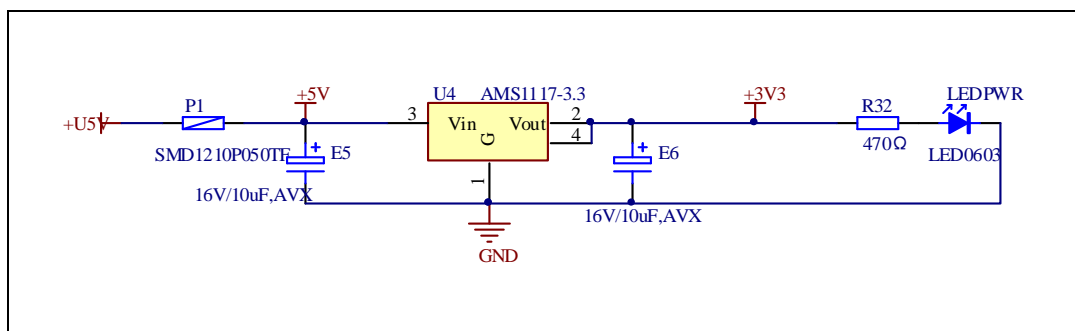 U4 AMS1117-3.3
+5V
+3V3
LEDPWR
P1
R32
+U5V
3
Vin
Vout
2
4
G
1
SMD1210P050TF
E5
E6
470Ω
LED0603
16V/10uF,AVX
16V/10uF,AVX
GND